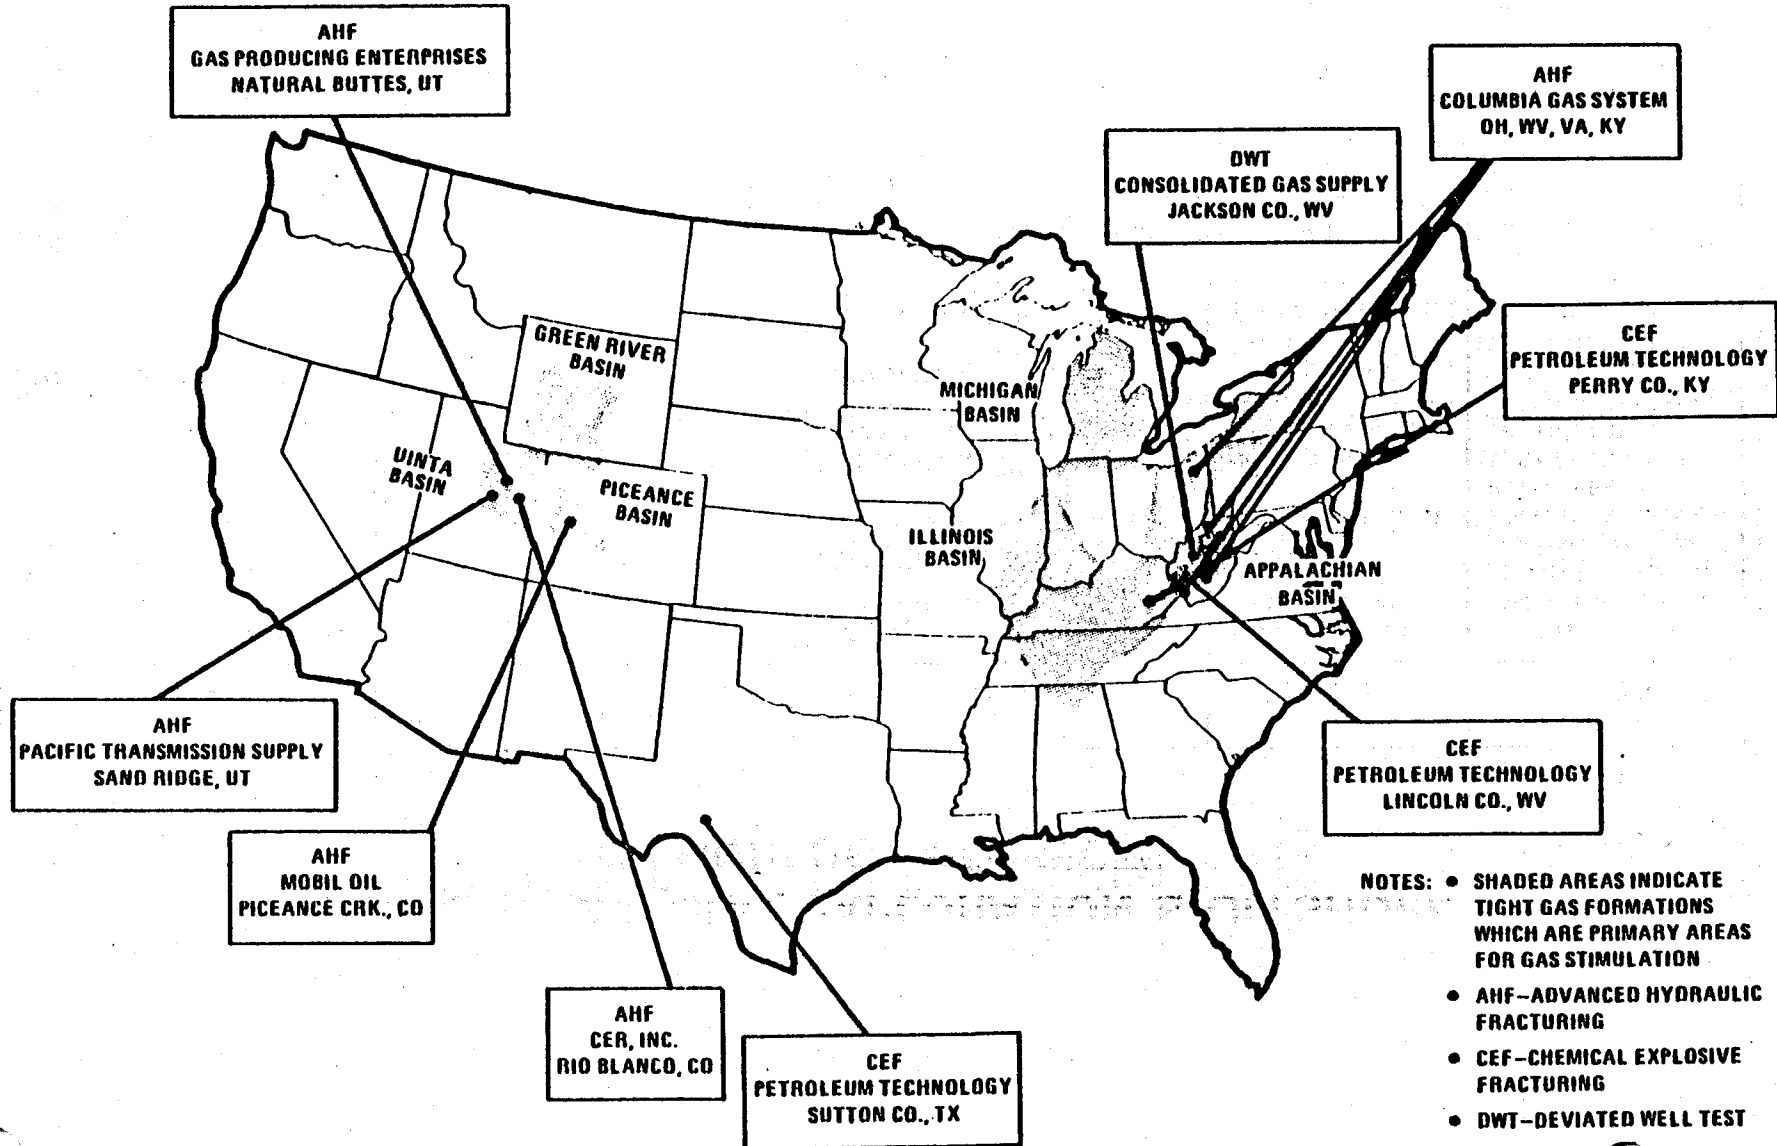 AHF
GAS PRODUCING ENTERPRISES
NATURAL BUTTES, UT
AHF
COLUMBIA GAS SYSTEM
OH, WV, VA, KY
DWT
CONSOLIDATED GAS SUPPLY
JACKSON CO., WV
CEF
PETROLEUM TECHNOLOGY
PERRY CO., KY
GREEN RIVER
BASIN
MICHIGAN
BASIN
UINTA
BASIN
PICEANCE
BASIN
ILLINOIS
BASIN
APPALACHIAN
BASIN
AHF
PACIFIC TRANSMISSION SUPPLY
SAND RIDGE, UT
CEF
PETROLEUM TECHNOLOGY
LINCOLN CO., WV
AHF
MOBIL OIL
PICEANCE CRK., CO
AHF
CER, INC.
RIO BLANCO, CO
CEF
PETROLEUM TECHNOLOGY
SUTTON CO., TX
NOTES: ● SHADED AREAS INDICATE
TIGHT GAS FORMATIONS
WHICH ARE PRIMARY AREAS
FOR GAS STIMULATION
● AHF-ADVANCED HYDRAULIC
FRACTURING
● CEF-CHEMICAL EXPLOSIVE
FRACTURING
● DWT-DEVIATED WELL TEST